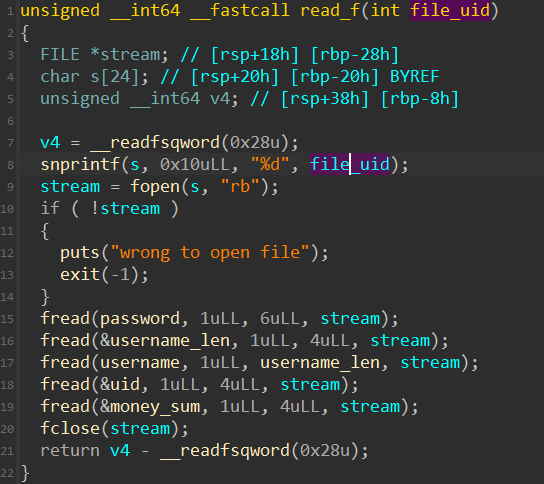 1 unsigned __int64 __fastcall read_f(int file_uid)
2 {
3 FILE *stream; // [rsp+18h] [rbp-28h]
4 char s[24]; // [rsp+20h] [rbp-20h] BYREF
5 unsigned __int64 v4; // [rsp+38h] [rbp-8h]
6
7 v4 = __readfsqword(0x28u);
8 snprintf(s, 0x10uLL, "%d", file_uid);
9 stream = fopen(s, "rb");
10 if ( !stream )
11 {
12 puts("wrong to open file");
13 exit(-1);
14 }
15 fread(password, 1uLL, 6uLL, stream);
16 fread(&username_len, 1uLL, 4uLL, stream);
17 fread(username, 1uLL, username_len, stream);
18 fread(&uid, 1uLL, 4uLL, stream);
19 fread(&money_sum, 1uLL, 4uLL, stream);
20 fclose(stream);
21 return v4 - __readfsqword(0x28u);
22 }